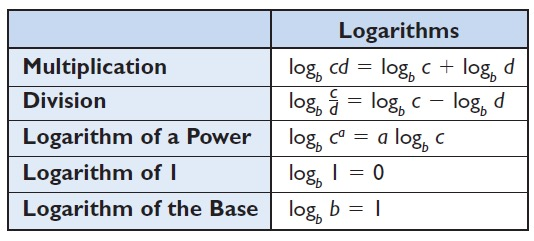 Logarithms
Multiplication log_b cd = log_b c + log_b d
Division log_b c/d = log_b c − log_b d
Logarithm of a Power log_b cᵃ = a log_b c
Logarithm of 1 log_b 1 = 0
Logarithm of the Base log_b b = 1